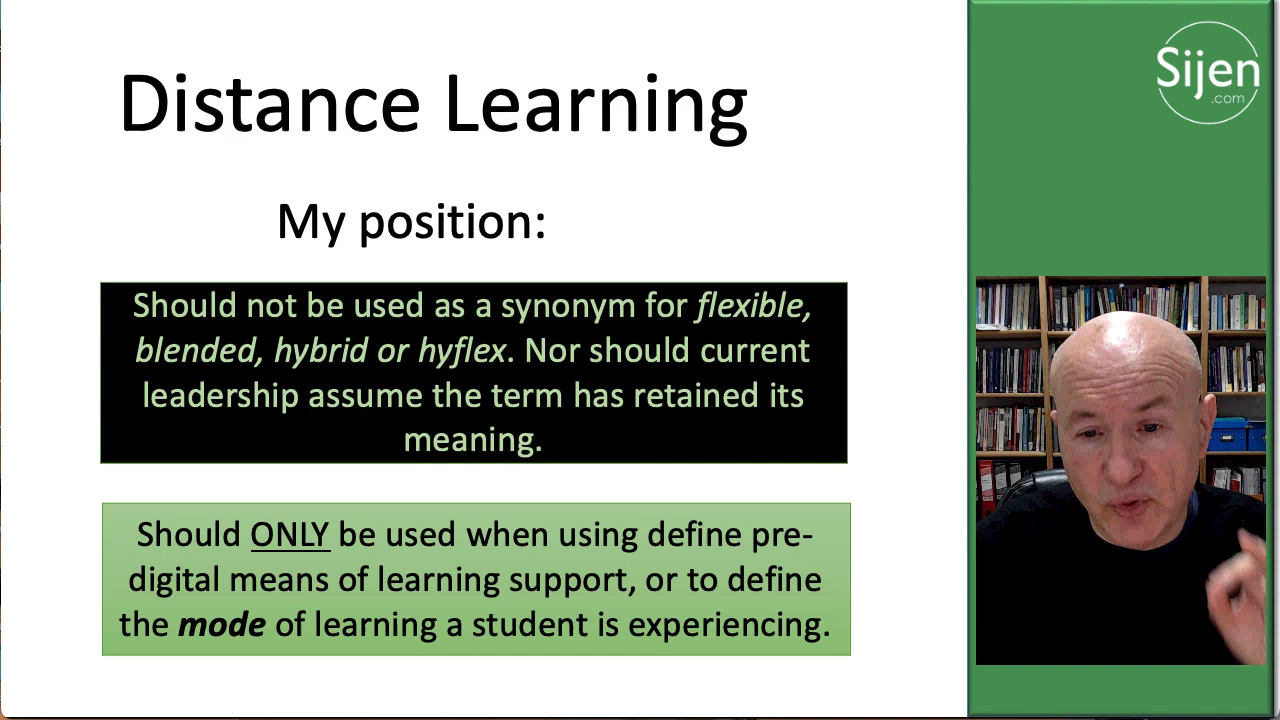 Distance Learning
My position:
Should not be used as a synonym for flexible,
blended, hybrid or hyflex. Nor should current
leadership assume the term has retained its
meaning.
Should ONLY be used when using define pre-
digital means of learning support, or to define
the mode of learning a student is experiencing.
Sijen
.com